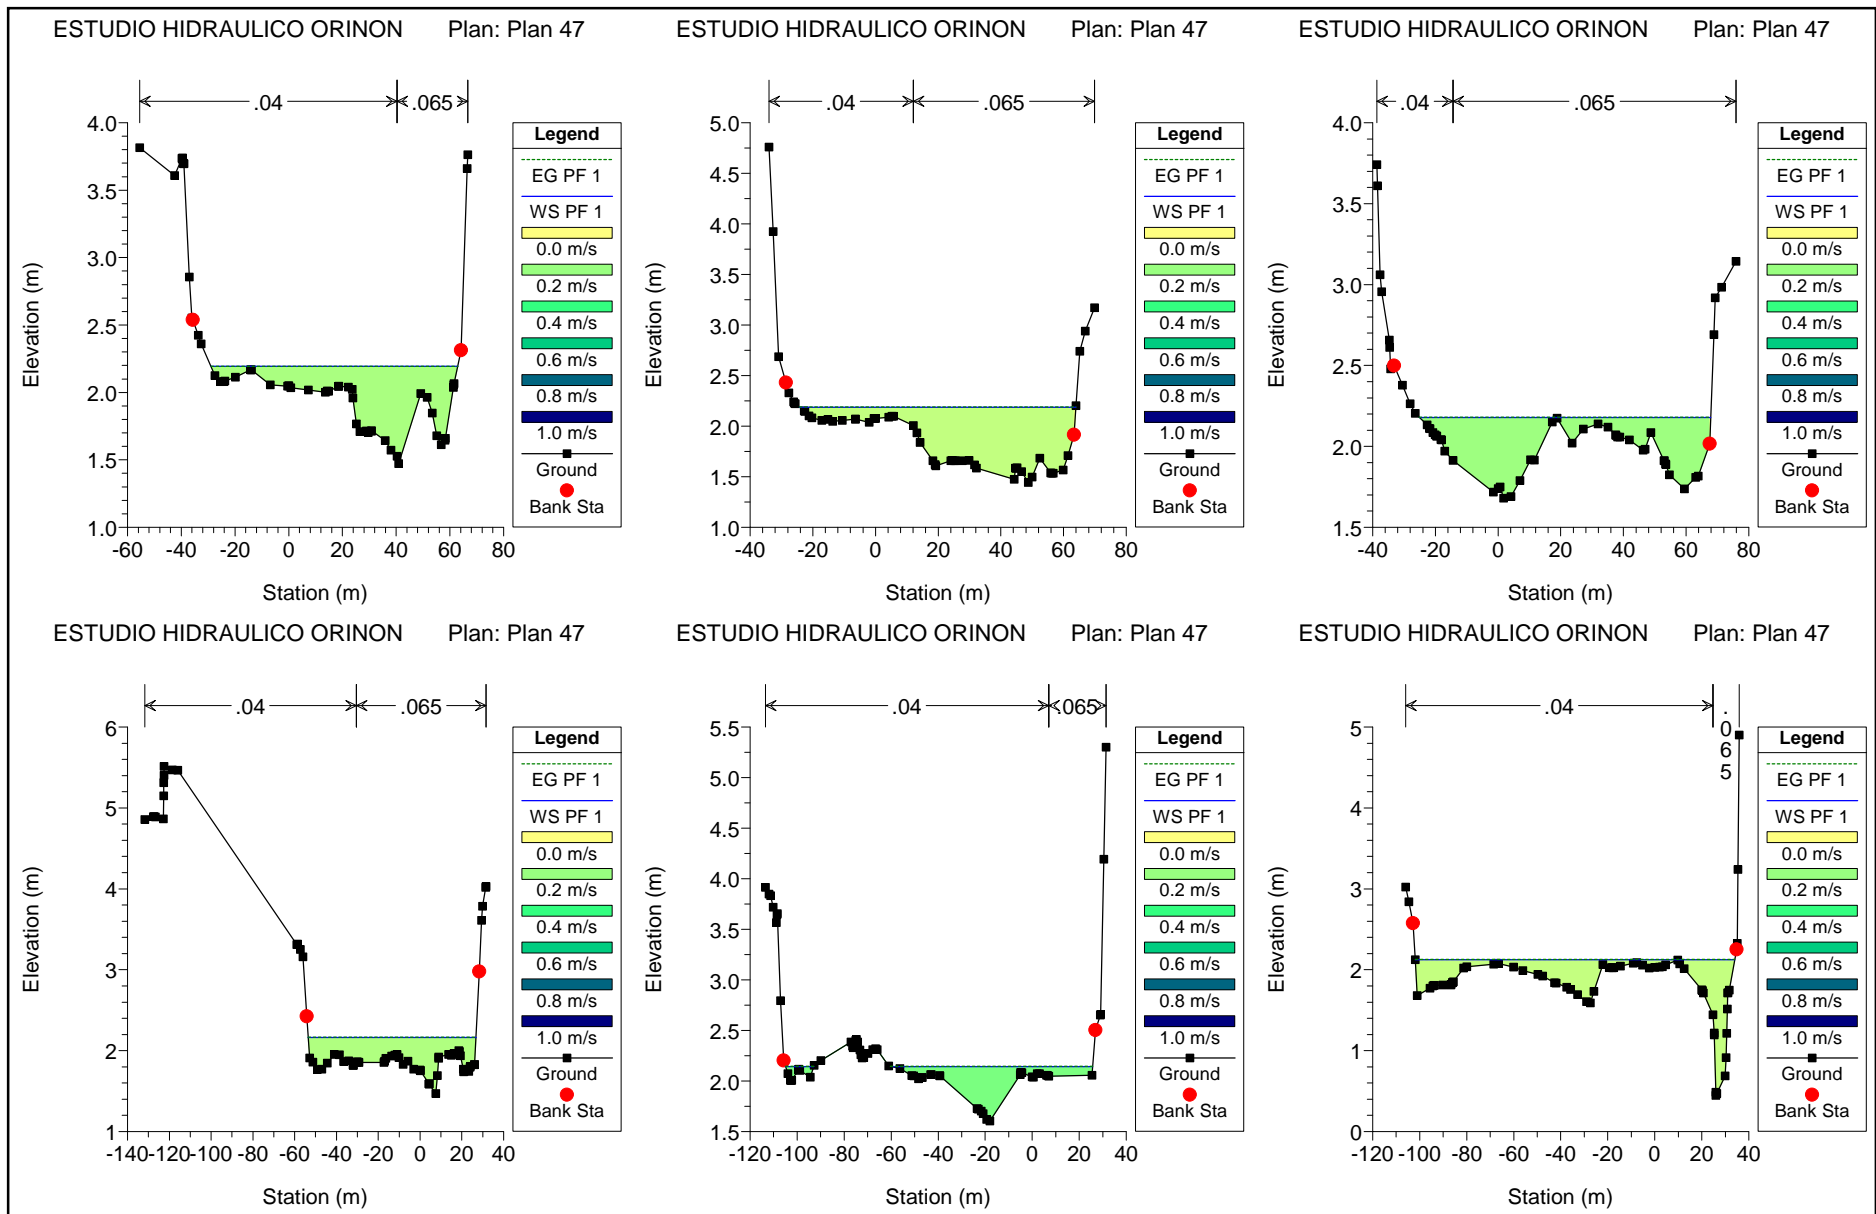 ESTUDIO HIDRAULICO ORINON Plan: Plan 47
.04 .065
Elevation (m)
4.0
3.5
3.0
2.5
2.0
1.5
1.0
-60 -40 -20 0 20 40 60 80
Station (m)
Legend
EG PF 1
WS PF 1
0.0 m/s
0.2 m/s
0.4 m/s
0.6 m/s
0.8 m/s
1.0 m/s
Ground
Bank Sta
ESTUDIO HIDRAULICO ORINON Plan: Plan 47
.04 .065
Elevation (m)
5.0
4.5
4.0
3.5
3.0
2.5
2.0
1.5
1.0
-40 -20 0 20 40 60 80
Station (m)
Legend
EG PF 1
WS PF 1
0.0 m/s
0.2 m/s
0.4 m/s
0.6 m/s
0.8 m/s
1.0 m/s
Ground
Bank Sta
ESTUDIO HIDRAULICO ORINON Plan: Plan 47
.04 .065
Elevation (m)
4.0
3.5
3.0
2.5
2.0
1.5
-40 -20 0 20 40 60 80
Station (m)
Legend
EG PF 1
WS PF 1
0.0 m/s
0.2 m/s
0.4 m/s
0.6 m/s
0.8 m/s
1.0 m/s
Ground
Bank Sta
ESTUDIO HIDRAULICO ORINON Plan: Plan 47
.04 .065
Elevation (m)
6
5
4
3
2
1
-140 -120 -100 -80 -60 -40 -20 0 20 40
Station (m)
Legend
EG PF 1
WS PF 1
0.0 m/s
0.2 m/s
0.4 m/s
0.6 m/s
0.8 m/s
1.0 m/s
Ground
Bank Sta
ESTUDIO HIDRAULICO ORINON Plan: Plan 47
.04 .065
Elevation (m)
5.5
5.0
4.5
4.0
3.5
3.0
2.5
2.0
1.5
-120 -100 -80 -60 -40 -20 0 20 40
Station (m)
Legend
EG PF 1
WS PF 1
0.0 m/s
0.2 m/s
0.4 m/s
0.6 m/s
0.8 m/s
1.0 m/s
Ground
Bank Sta
ESTUDIO HIDRAULICO ORINON Plan: Plan 47
.04 .
0
6
5
Elevation (m)
5
4
3
2
1
0
-120 -100 -80 -60 -40 -20 0 20 40
Station (m)
Legend
EG PF 1
WS PF 1
0.0 m/s
0.2 m/s
0.4 m/s
0.6 m/s
0.8 m/s
1.0 m/s
Ground
Bank Sta